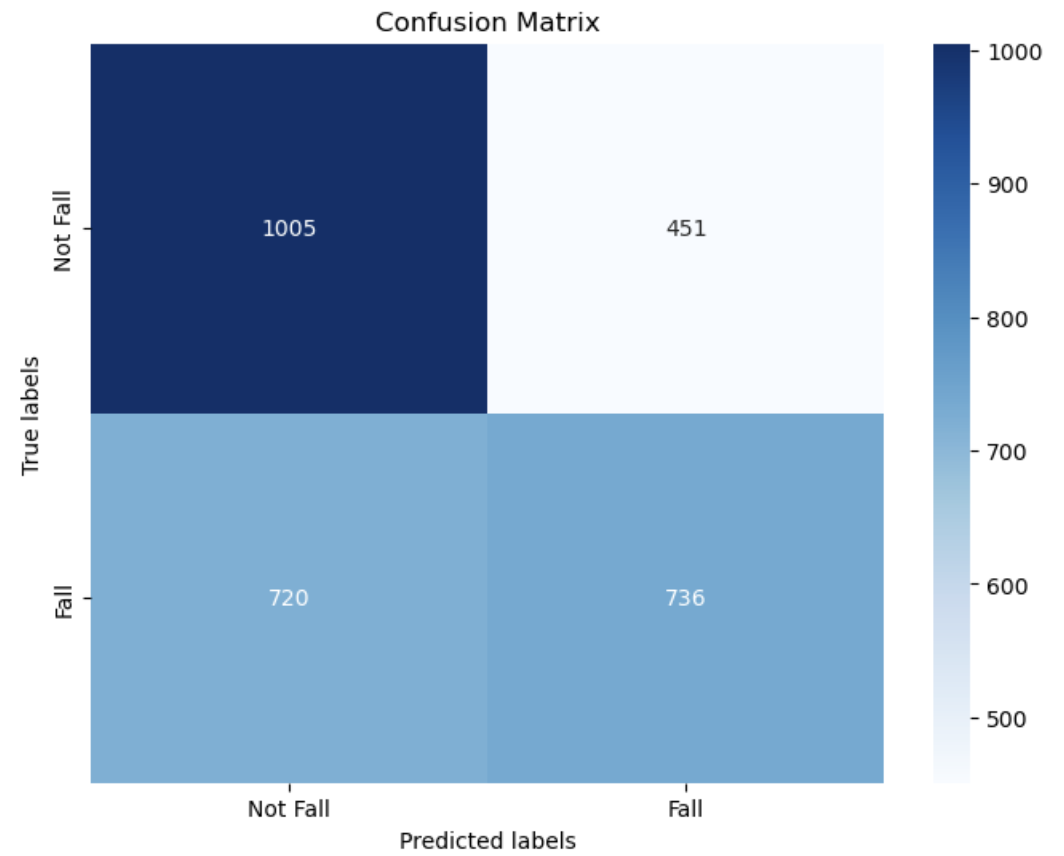 Confusion Matrix
Not Fall
Fall
True labels
1005 451
720 736
Not Fall Fall
Predicted labels
1000
900
800
700
600
500